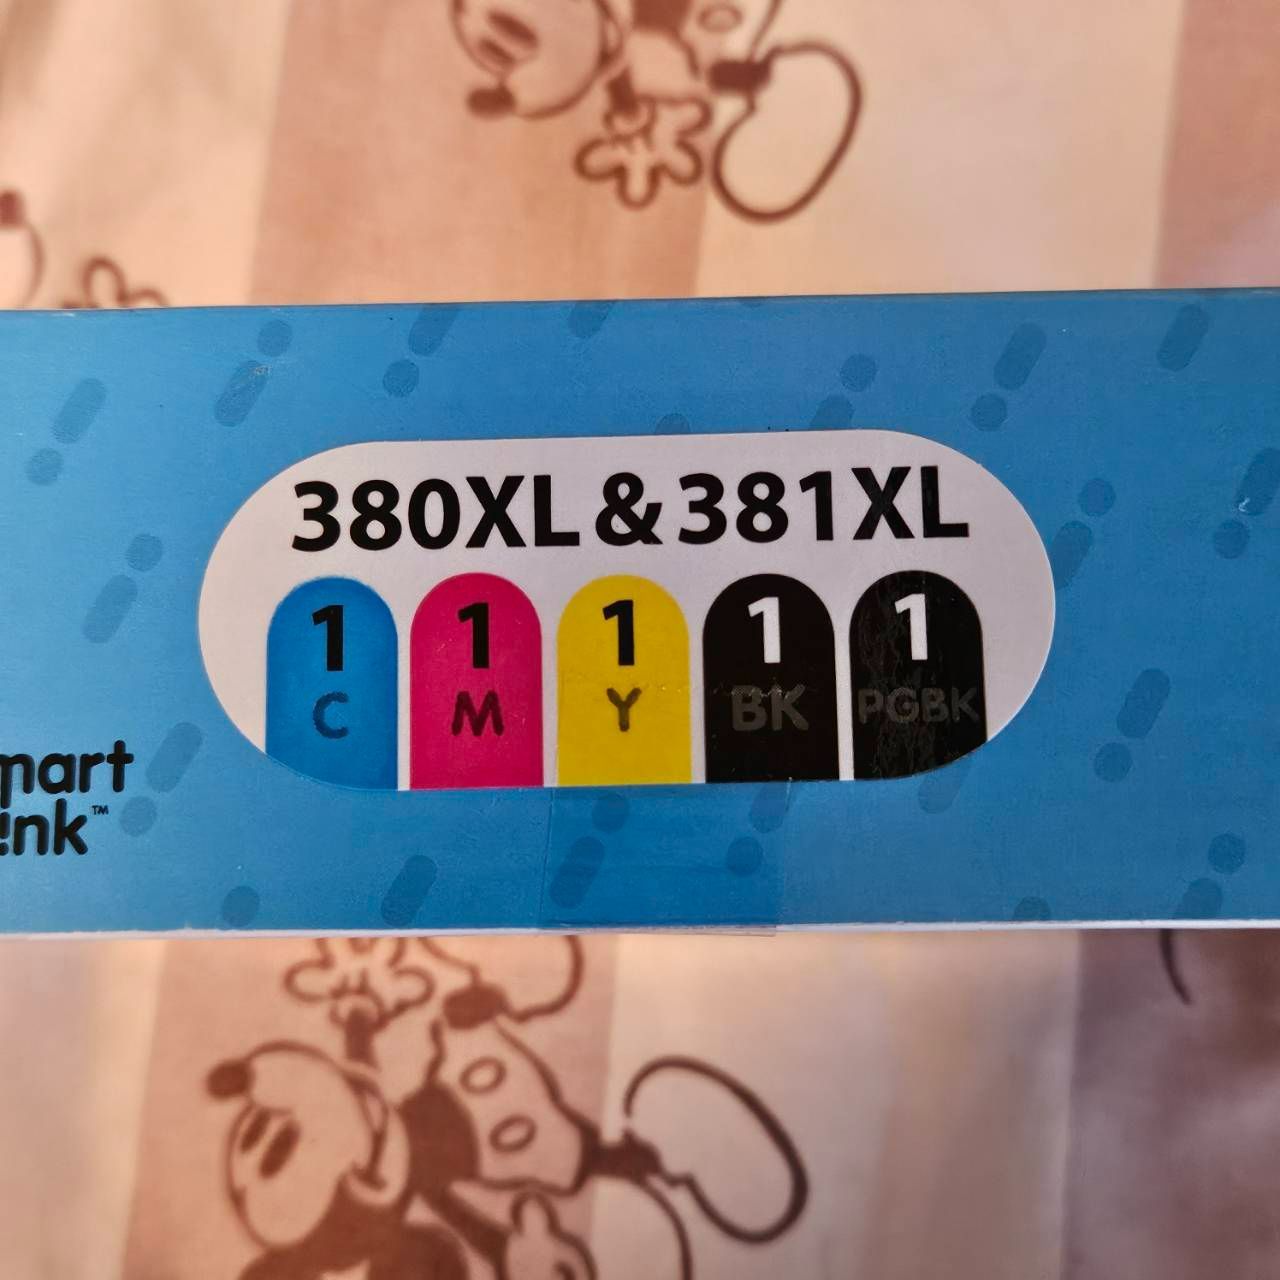 380XL & 381XL
1 1 1 1 1
C M Y BK PGBK
mart
ink™